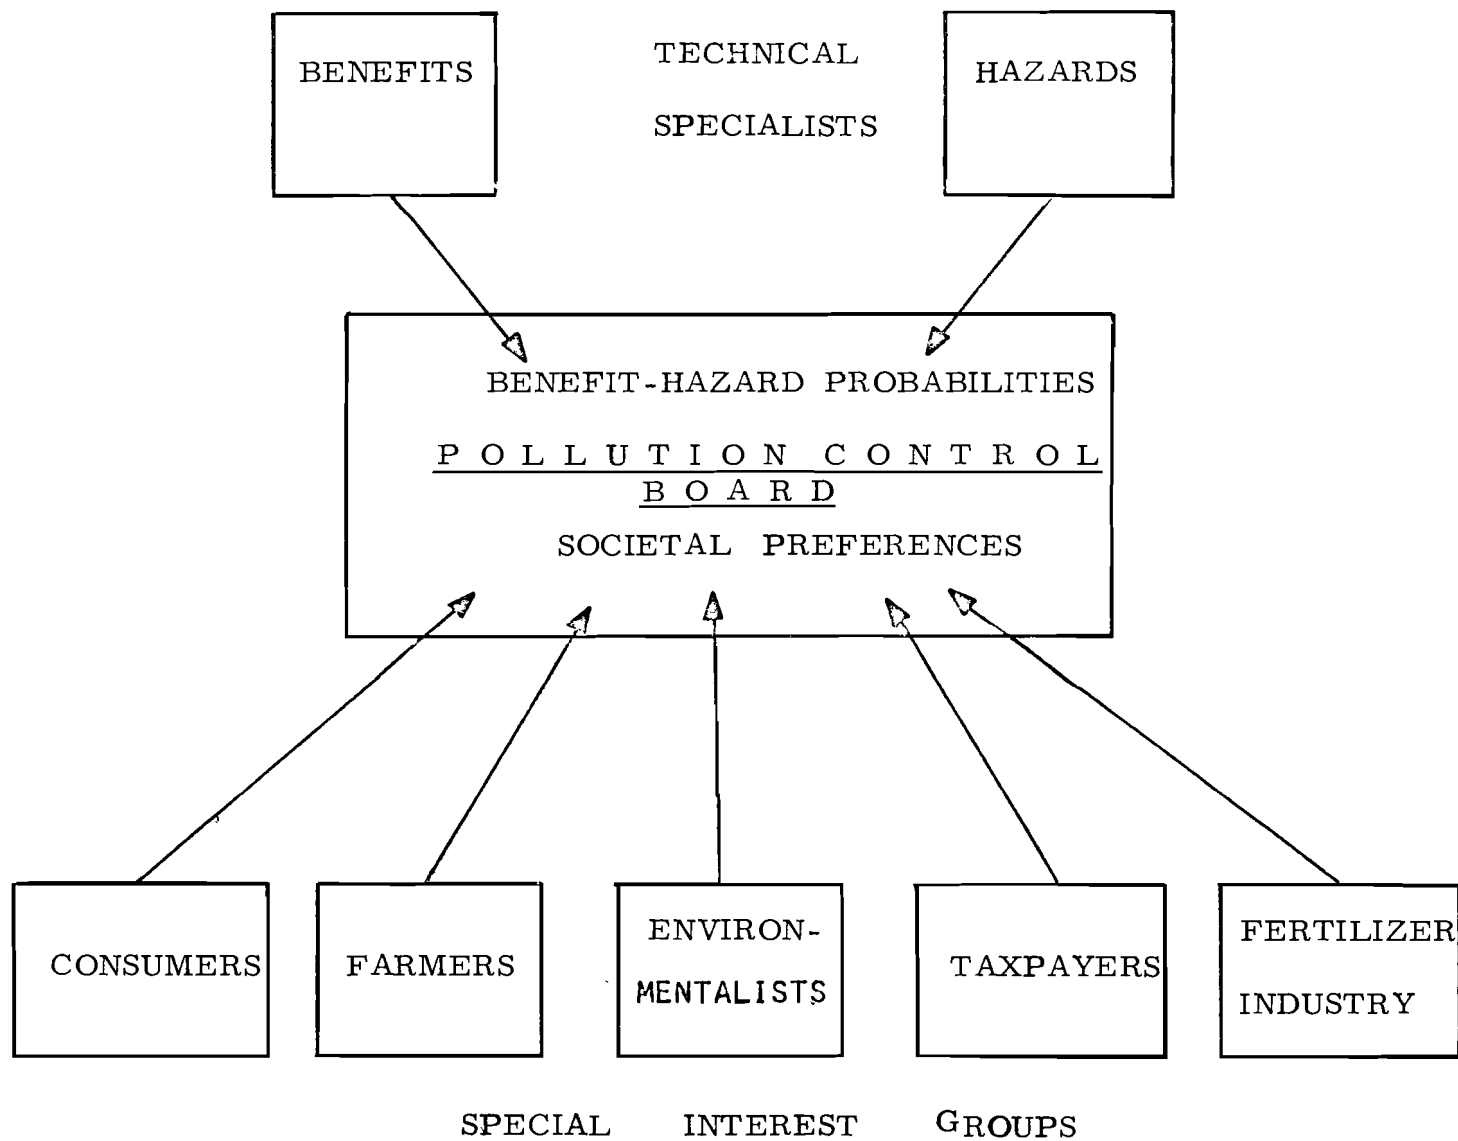 BENEFITS
TECHNICAL
SPECIALISTS
HAZARDS
BENEFIT-HAZARD PROBABILITIES
POLLUTION CONTROL
BOARD
SOCIETAL PREFERENCES
CONSUMERS
FARMERS
ENVIRON-
MENTALISTS
TAXPAYERS
FERTILIZER
INDUSTRY
SPECIAL INTEREST GROUPS